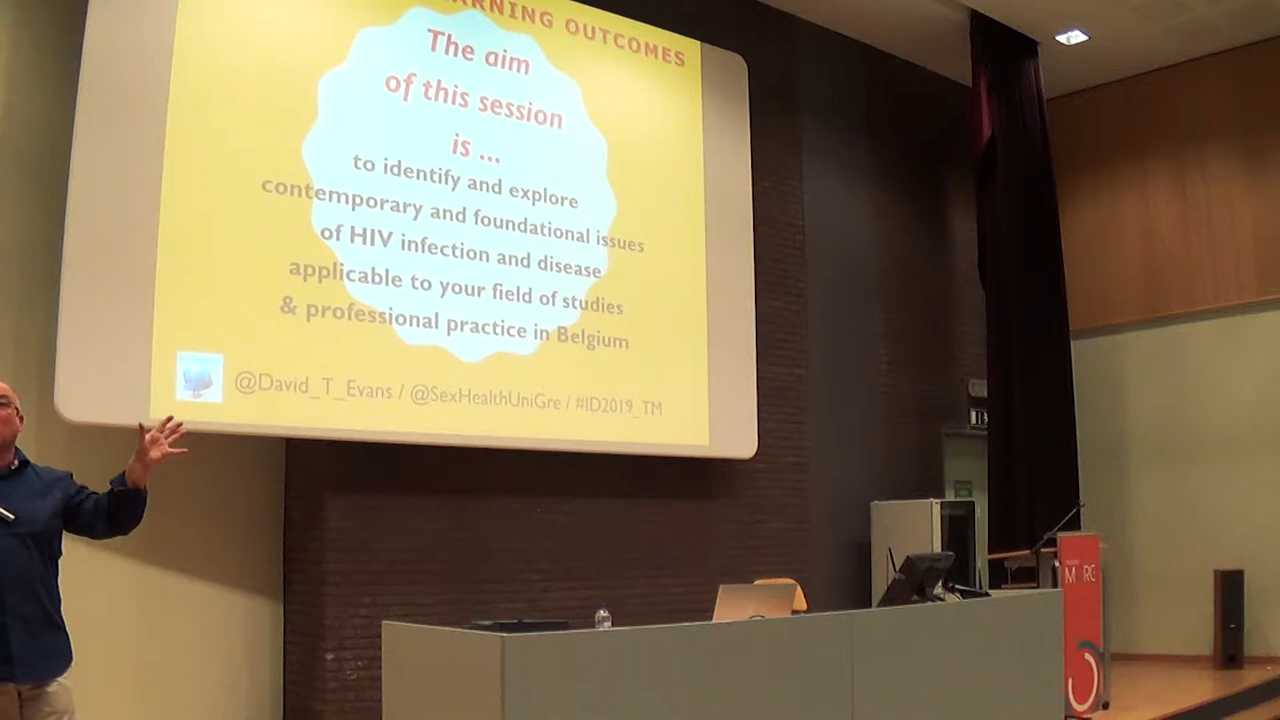 ARNING OUTCOMES
The aim
of this session
is ...
to identify and explore
contemporary and foundational issues
of HIV infection and disease
applicable to your field of studies
& professional practice in Belgium
@David_T_Evans / @SexHealthUniGre / #ID2019_TM